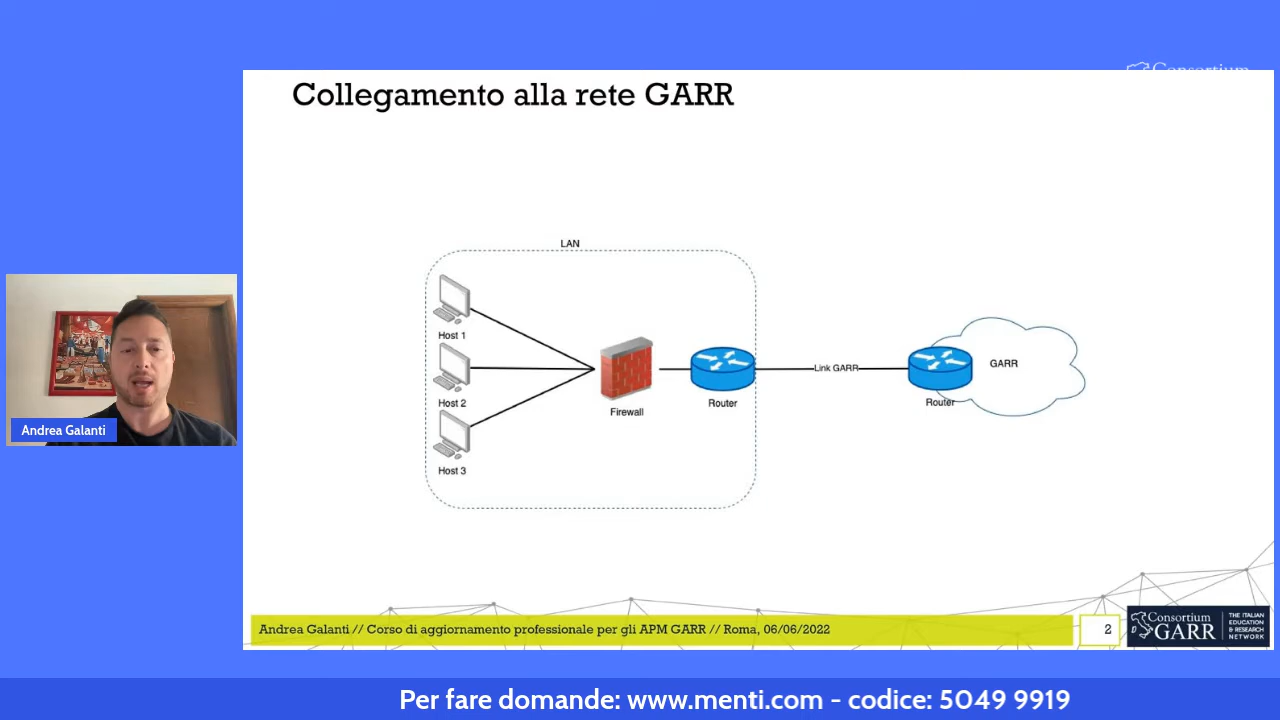 Consortium
Collegamento alla rete GARR
LAN
Host 1
Host 2
Host 3
Firewall
Router
Link GARR
Router
GARR
Andrea Galanti
Andrea Galanti // Corso di aggiornamento professionale per gli APM GARR // Roma, 06/06/2022
2
Consortium
GARR
THE ITALIAN
EDUCATION
& RESEARCH
NETWORK
Per fare domande: www.menti.com - codice: 5049 9919